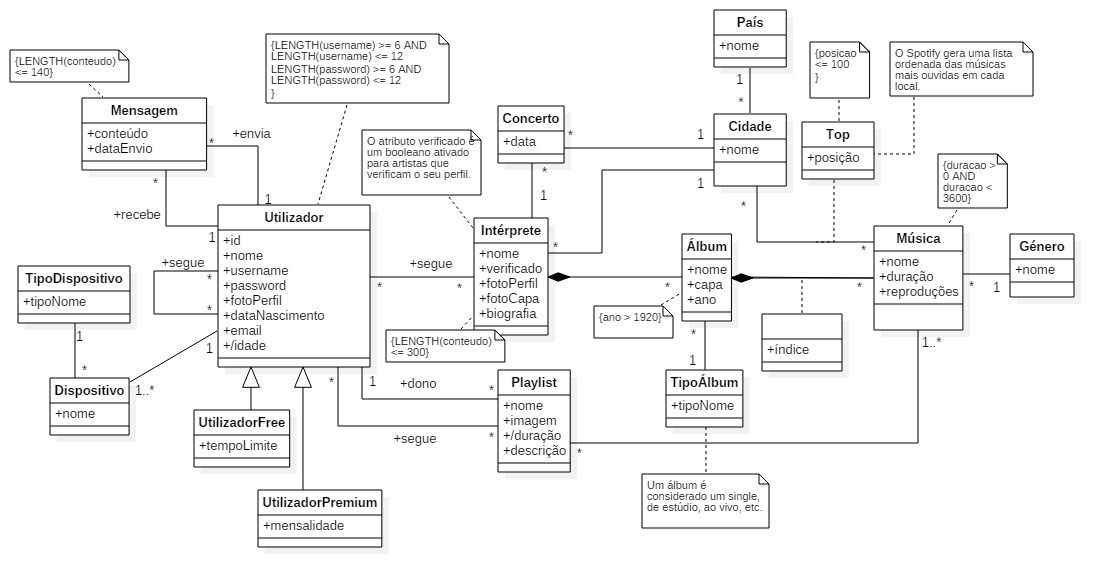 País
+nome
1
*
{LENGTH(conteudo)
<= 140}
{LENGTH(username) >= 6 AND
LENGTH(username) <= 12
LENGTH(password) >= 6 AND
LENGTH(password) <= 12
}
{posicao
<= 100
}
O Spotify gera uma lista
ordenada das músicas
mais ouvidas em cada
local.
Mensagem
+conteúdo
+dataEnvio
*
+envia
1
*
+recebe
1
O atributo verificado é
um booleano ativado
para artistas que
verificam o seu perfil.
Concerto
+data
*
1
*
1
Cidade
+nome
1
*
Top
+posição
{duracao >
0 AND
duracao <
3600}
Utilizador
+id
+nome
+username
+password
+fotoPerfil
+dataNascimento
+email
+/idade
+segue
*
*
+segue
*
*
Intérprete
+nome
+verificado
+fotoPerfil
+fotoCapa
+biografia
*
{LENGTH(conteudo)
<= 300}
Álbum
+nome
+capa
+ano
*
*
1
{ano > 1920}
*
*
Música
+nome
+duração
+reproduções
*
1
1..*
Género
+nome
+índice
TipoDispositivo
+tipoNome
1
*
Dispositivo
+nome
1
1..*
UtilizadorFree
+tempoLimite
UtilizadorPremium
+mensalidade
1
+dono
*
*
+segue
*
Playlist
+nome
+imagem
+/duração
+descrição
*
TipoÁlbum
+tipoNome
Um álbum é
considerado um single,
de estúdio, ao vivo, etc.